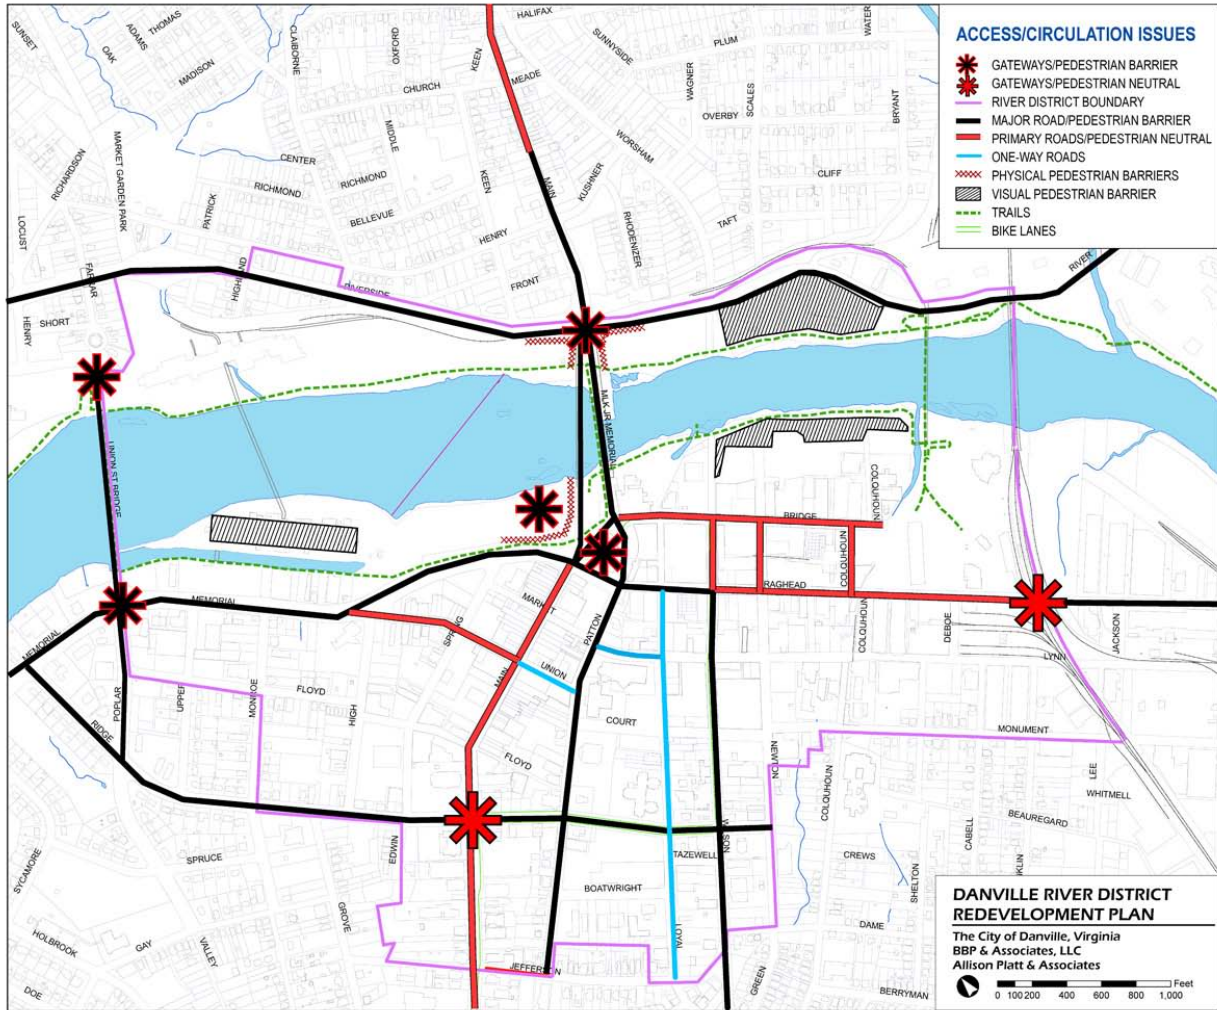 ACCESS/CIRCULATION ISSUES
GATEWAYS/PEDESTRIAN BARRIER
GATEWAYS/PEDESTRIAN NEUTRAL
RIVER DISTRICT BOUNDARY
MAJOR ROAD/PEDESTRIAN BARRIER
PRIMARY ROADS/PEDESTRIAN NEUTRAL
ONE-WAY ROADS
PHYSICAL PEDESTRIAN BARRIERS
VISUAL PEDESTRIAN BARRIER
TRAILS
BIKE LANES
SUNSET
OAK
ADAMS
THOMAS
MADISON
CLAIBORNE
OXFORD
KEEN
HALIFAX
MEADE
SUNNYSIDE
PLUM
WATER
WAGNER
SCALES
OVERBY
BRYANT
CHURCH
MIDDLE
WORSHAM
CENTER
RICHMOND
RICHMOND
KEEN
MAIN
KUSHNER
CLIFF
RICHARDSON
MARKET GARDEN PARK
PATRICK
BELLEVUE
HENRY
RHODENIZER
TAFT
LOCUST
FARRAR
HIGHLAND
RIVERSIDE
FRONT
RIVER
HENRY
SHORT
UNION ST BRIDGE
MLK JR MEMORIAL
COLQUHOUN
BRIDGE
COLQUHOUN
MEMORIAL
MEMORIAL
MARKET
SPRING
PATTON
COLQUHOUN
DEBOE
JACKSON
LYNN
UNION
MAIN
RIDGE
POPLAR
UPPER
MONROE
FLOYD
HIGH
COURT
FLOYD
MONUMENT
NEWTON
COLQUHOUN
LEE
WHITMELL
BEAUREGARD
CABELL
EDWIN
TAZEWELL
CREWS
SHELTON
SYCAMORE
SPRUCE
BOATWRIGHT
GROVE
DAME
HOLBROOK
GAY
VALLEY
GREEN
BERRYMAN
DOE
DANVILLE RIVER DISTRICT
REDEVELOPMENT PLAN
The City of Danville, Virginia
BBP & Associates, LLC
Allison Platt & Associates
Feet
0 100 200 400 600 800 1,000